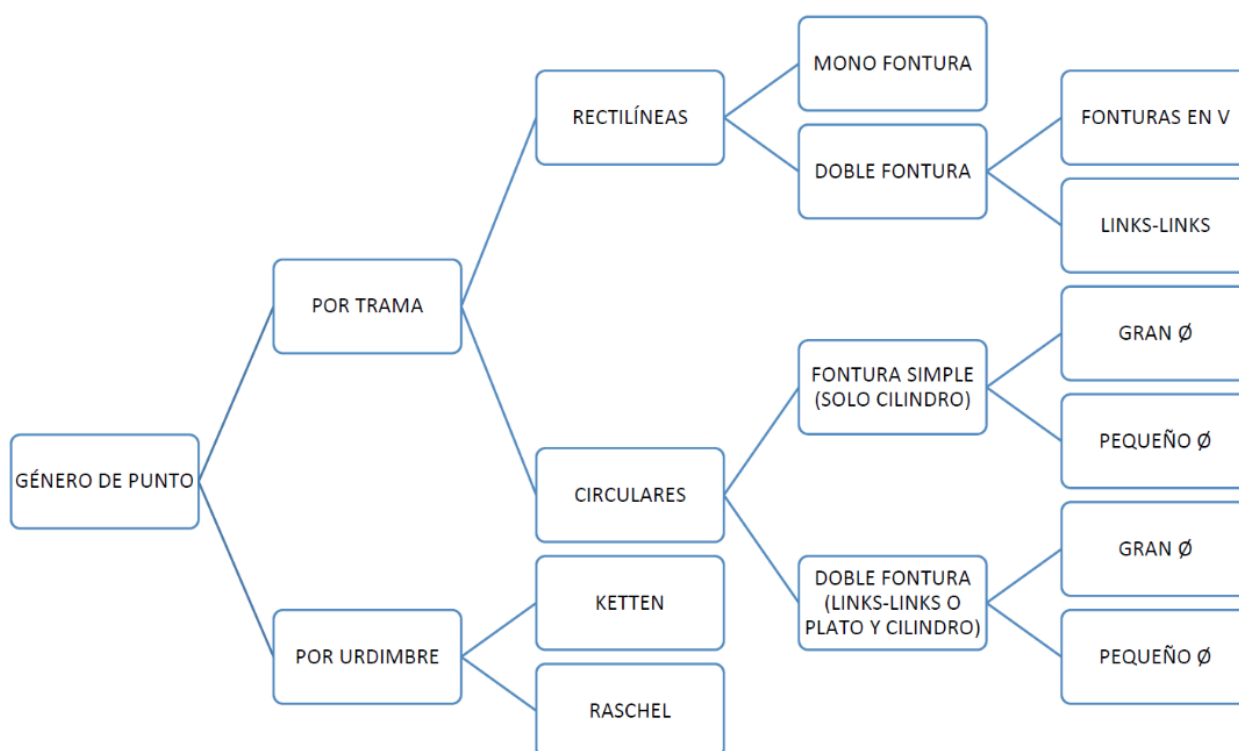 GÉNERO DE PUNTO
POR TRAMA
RECTILÍNEAS
MONO FONTURA
DOBLE FONTURA
FONTURAS EN V
LINKS-LINKS
CIRCULARES
FONTURA SIMPLE
(SOLO CILINDRO)
GRAN Ø
PEQUEÑO Ø
DOBLE FONTURA
(LINKS-LINKS O
PLATO Y CILINDRO)
GRAN Ø
PEQUEÑO Ø
POR URDIMBRE
KETTEN
RASCHEL